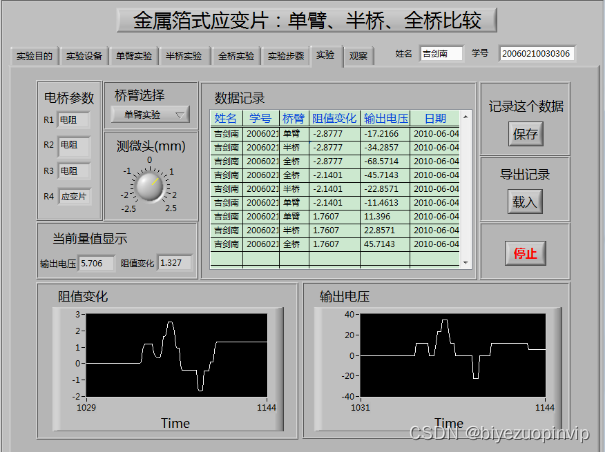 金属箔式应变片：单臂、半桥、全桥比较
实验目的 实验设备 单臂实验 半桥实验 全桥实验 实验步骤 实验 观察 姓名 吉剑南 学号 20060210030306
电桥参数
R1 电阻
R2 电阻
R3 电阻
R4 应变片
桥臂选择
单臂实验
测微头(mm)
0
-1 1
-2 2
-2.5 2.5
当前量值显示
输出电压 5.706 阻值变化 1.327
数据记录
姓名 学号 桥臂 阻值变化 输出电压 日期
吉剑南 2006021 单臂 -2.8777 -17.2166 2010-06-04
吉剑南 2006021 半桥 -2.8777 -34.2857 2010-06-04
吉剑南 2006021 全桥 -2.8777 -68.5714 2010-06-04
吉剑南 2006021 全桥 -2.1401 -45.7143 2010-06-04
吉剑南 2006021 半桥 -2.1401 -22.8571 2010-06-04
吉剑南 2006021 单臂 -2.1401 -11.4613 2010-06-04
吉剑南 2006021 单臂 1.7607 11.396 2010-06-04
吉剑南 2006021 半桥 1.7607 22.8571 2010-06-04
吉剑南 2006021 全桥 1.7607 45.7143 2010-06-04
记录这个数据
保存
导出记录
载入
停止
阻值变化
3
2
1
0
-1
-2
1029 1144
Time
输出电压
40
20
0
-20
-40
1031 1144
Time
CSDN @biyezuopinvip